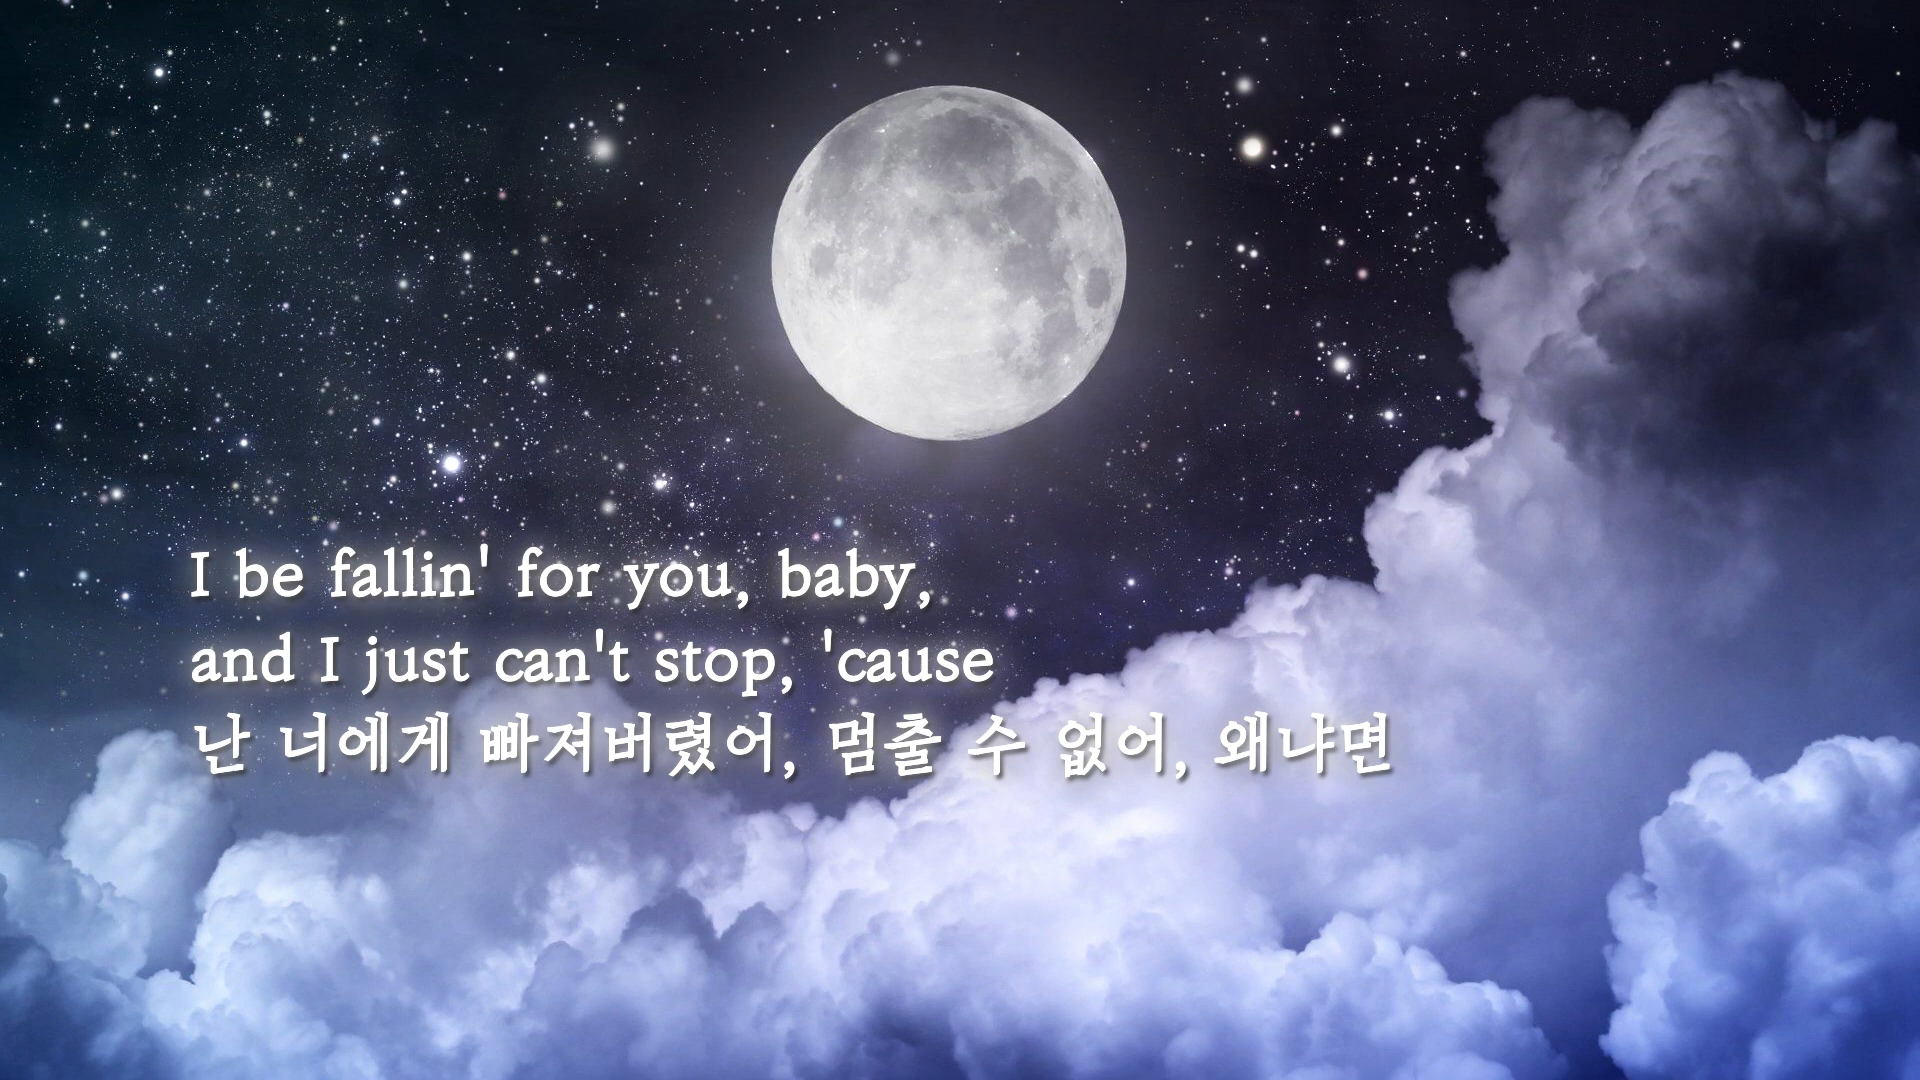 I be fallin' for you, baby,
and I just can't stop, 'cause
난 너에게 빠져버렸어, 멈출 수 없어, 왜냐면